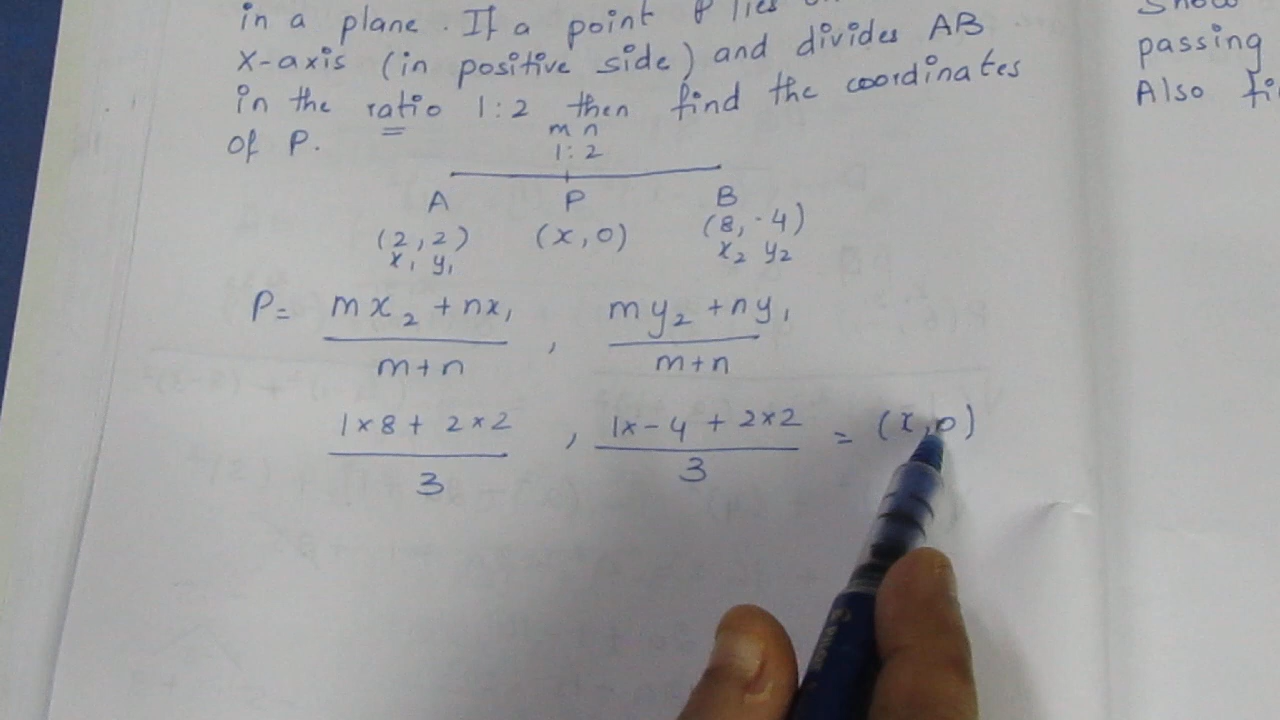 in a plane. If a point P lies
x-axis (in positive side) and divides AB
in the ratio 1:2 then find the coordinates
of P.
m n
1:2
A P B
(2,2) (x,0) (8,-4)
x₁ y₁ x₂ y₂
P= mx₂ + nx₁ / m+n , my₂ + ny₁ / m+n
1×8 + 2×2 / 3 , 1×-4 + 2×2 / 3 = (x,0)
Show
passing
Also